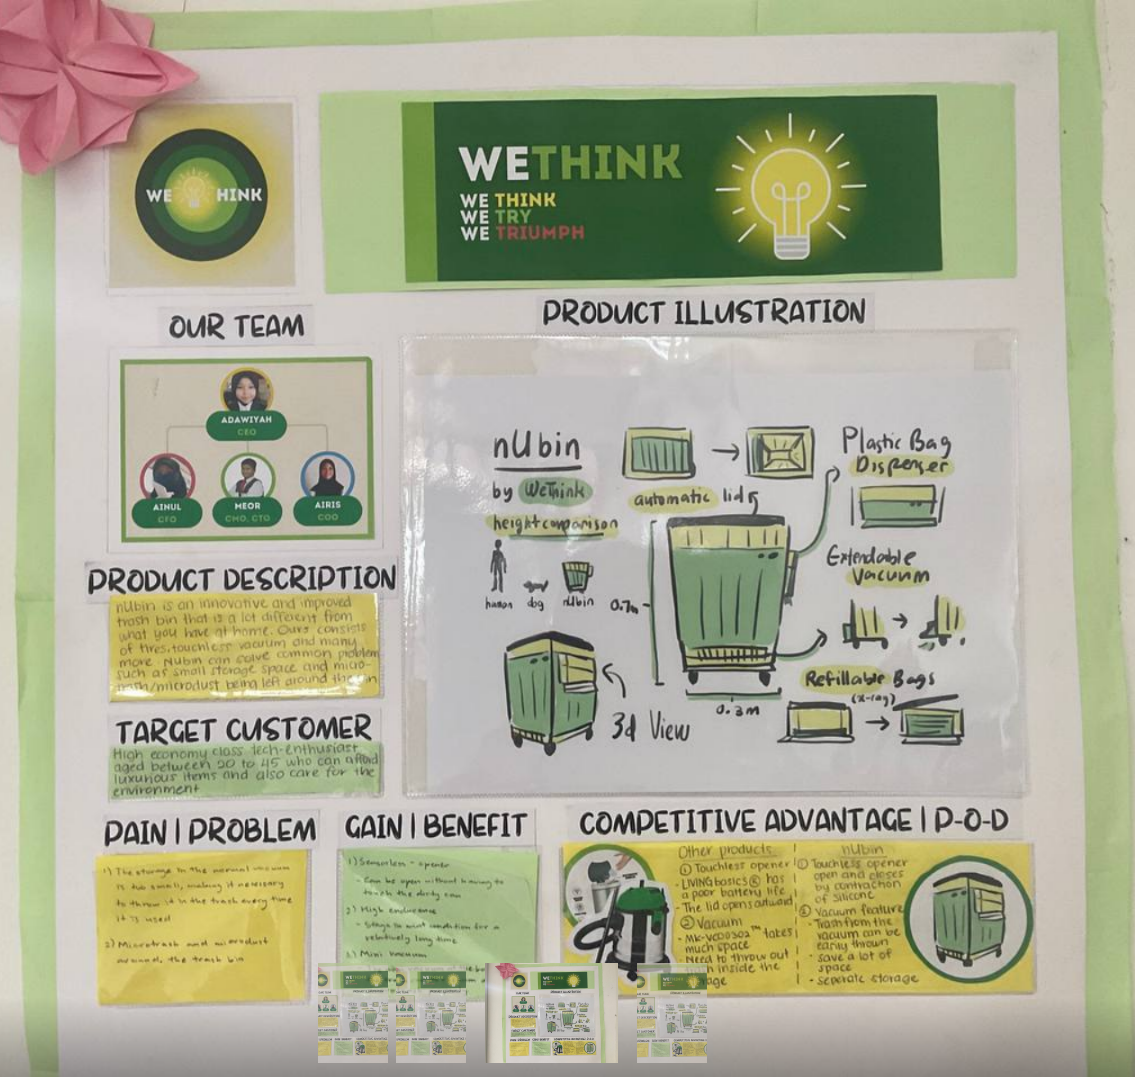 WE HINK
WETHINK
WE THINK
WE TRY
WE TRIUMPH
OUR TEAM
ADAWIYAH
CEO
AINUL
CFO
MEOR
CMO, CTO
AIRIS
COO
PRODUCT ILLUSTRATION
nUbin
by WeThink
height comparison
human dog nUbin
automatic lid
0.7m
0.3m
3d View
Plastic Bag
Dispenser
Extendable
Vacuum
Refillable Bags
(x-ray)
PRODUCT DESCRIPTION
nUbin is an innovative and improved
trash bin that is a lot different from
what you have at home. Ours consists
of tires, touchless vacuum and many
more. Nubin can solve common problem
such as small storage space and micro-
trash/microdust being left around the bin
TARGET CUSTOMER
High economy class tech-enthusiast
aged between 20 to 45 who can afford
luxurious items and also care for the
environment
PAIN | PROBLEM
1) The storage in the normal vacuum
is too small, making it necessary
to throw it in the trash every time
it is used
2) Microtrash and microdust
around the trash bin
GAIN | BENEFIT
1) Sensorless - opener
- Can be open without having to
touch the dirty can
2) High endurance
- Stays in mint condition for a
relatively long time
3) Mini vacuum
COMPETITIVE ADVANTAGE | P-O-D
Other products
① Touchless opener
- LIVINGbasics® has
a poor battery life
- The lid opens outward
② Vacuum
- MK-VC00302™ takes
much space
Need to throw out
inside the
nUbin
① Touchless opener
open and closes
by contraction
of silicone
② Vacuum feature
- Trash from the
vacuum can be
easily thrown
- save a lot of
space
- seperate storage